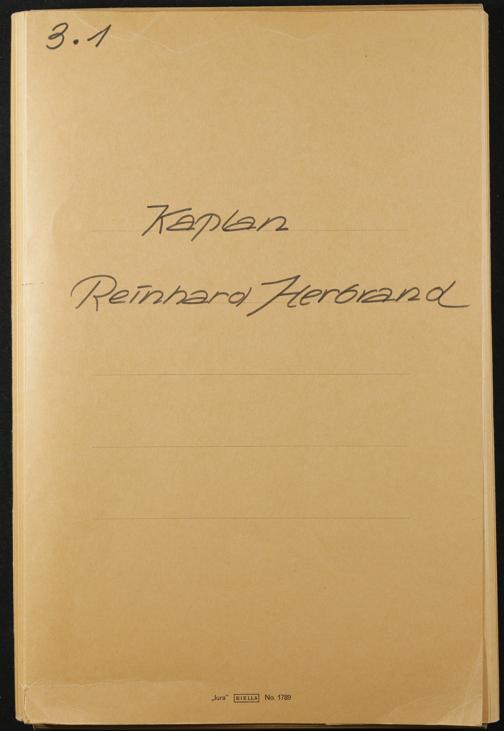 3.1
Kaplan
Reinhard Herbrand
„Jura“ BIELLA No. 1789